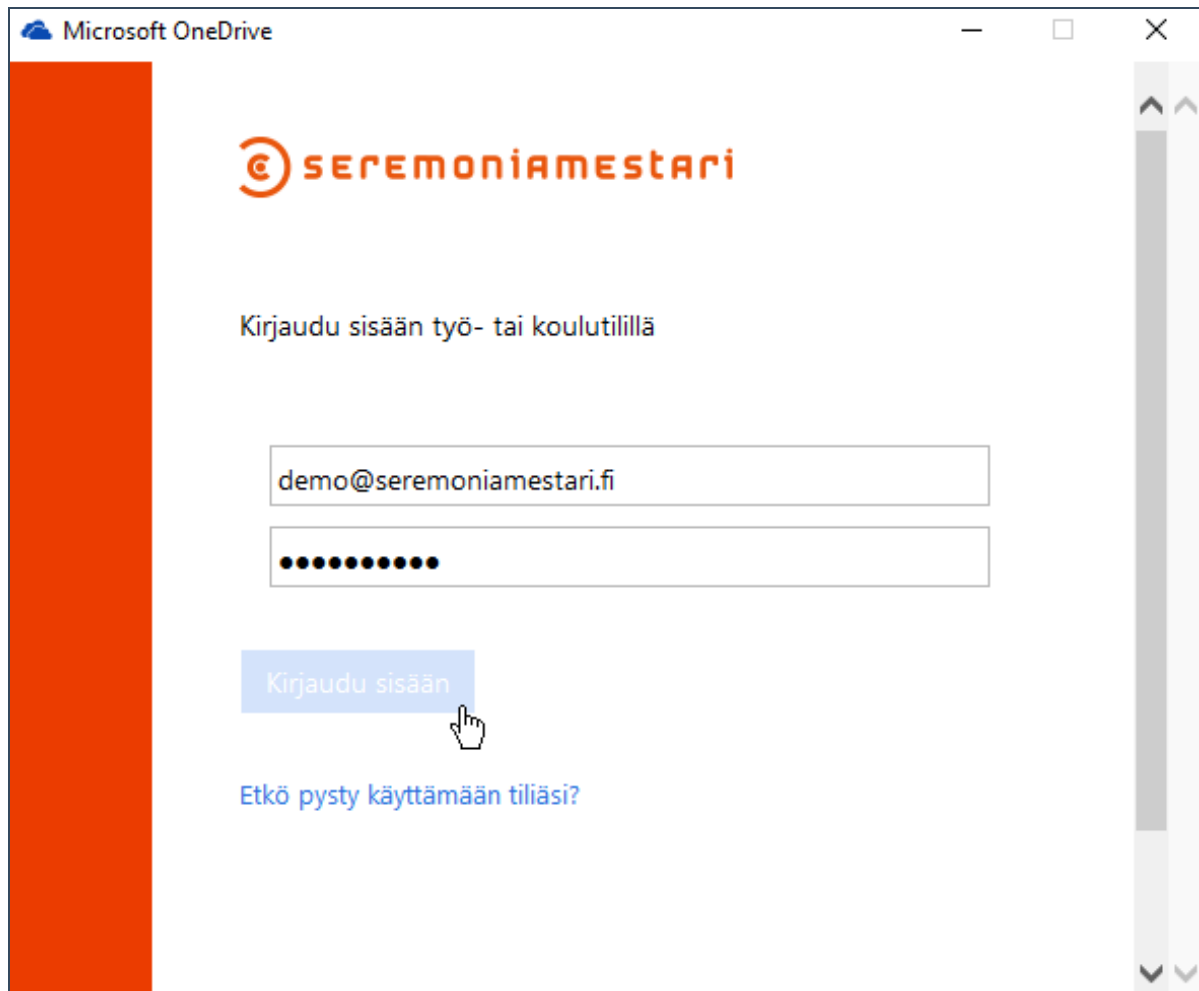 Microsoft OneDrive
seremoniamestari
Kirjaudu sisään työ- tai koulutilillä
demo@seremoniamestari.fi
••••••••••
Kirjaudu sisään
Etkö pysty käyttämään tiliäsi?